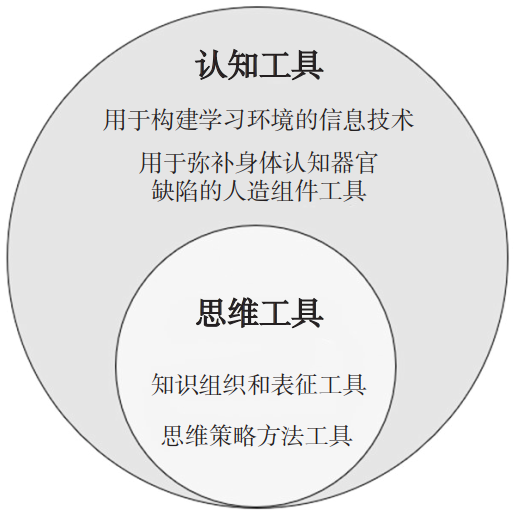 认知工具
用于构建学习环境的信息技术
用于弥补身体认知器官
缺陷的人造组件工具
思维工具
知识组织和表征工具
思维策略方法工具